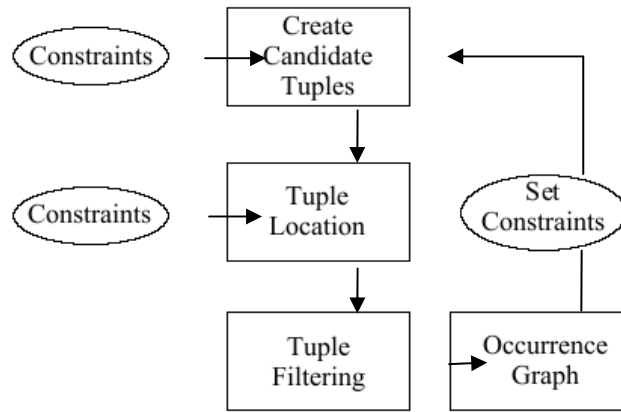 Constraints
Create
Candidate
Tuples
Constraints
Tuple
Location
Set
Constraints
Tuple
Filtering
Occurrence
Graph